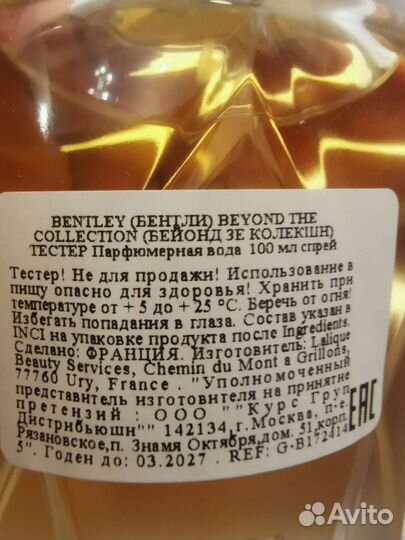 BENTLEY (БЕНТЛИ) BEYOND THE
COLLECTION (БЕЙОНД ЗЕ КОЛЕКШН)
ТЕСТЕР Парфюмерная вода 100 мл спрей
Тестер! Не для продажи! Использование в
пищу опасно для здоровья! Хранить при
температуре от + 5 до + 25 °С. Беречь от огня!
Избегать попадания в глаза. Состав указан в
INCI на упаковке продукта после Ingredients.
Сделано: ФРАНЦИЯ. Изготовитель: Lalique
Beauty Services, Chemin du Mont a Grillons,
77760 Ury, France . "Уполномоченный
представитель изготовителя на принятие
претензий : ООО ""Курс Груп
Дистрибьюшн"" 142134,г.Москва, п-е.
Рязановское,п. Знамя Октября,дом. 51,корп.
5". Годен до: 03.2027 . REF: G-B172414
EAC
Avito